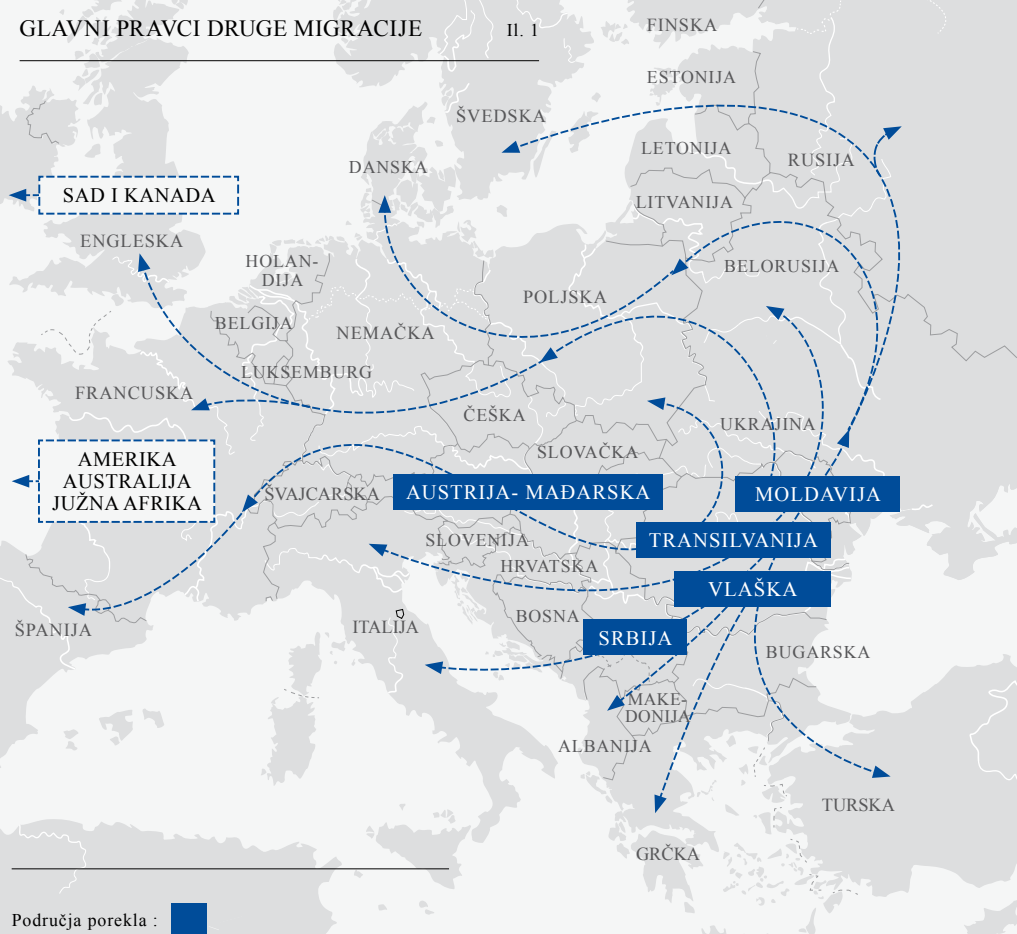 GLAVNI PRAVCI DRUGE MIGRACIJE Il. 1
FINSKA
ESTONIJA
ŠVEDSKA
LETONIJA
RUSIJA
DANSKA
SAD I KANADA
LITVANIJA
ENGLESKA
HOLAN-
DIJA
BELORUSIJA
POLJSKA
BELGIJA
NEMAČKA
LUKSEMBURG
FRANCUSKA
ČEŠKA
UKRAJINA
SLOVAČKA
AMERIKA
AUSTRALIJA
JUŽNA AFRIKA
ŠVAJCARSKA
AUSTRIJA- MAĐARSKA
MOLDAVIJA
SLOVENIJA
TRANSILVANIJA
HRVATSKA
VLAŠKA
BOSNA
ŠPANIJA
ITALIJA
SRBIJA
BUGARSKA
MAKE-
DONIJA
ALBANIJA
TURSKA
GRČKA
Područja porekla :